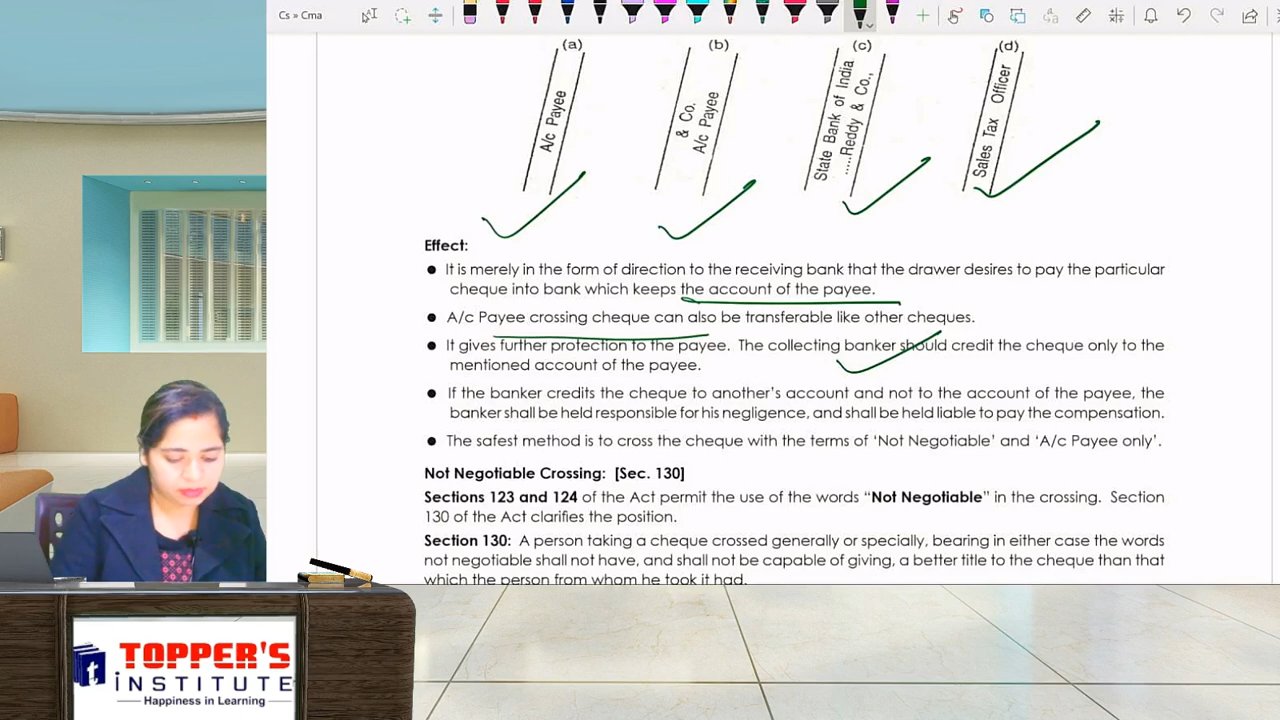 Cs » Cma
(a)
(b)
(c)
(d)
A/c Payee
& Co.
A/c Payee
State Bank of India
.....Reddy & Co.,
Sales Tax Officer
Effect:
● It is merely in the form of direction to the receiving bank that the drawer desires to pay the particular
cheque into bank which keeps the account of the payee.
● A/c Payee crossing cheque can also be transferable like other cheques.
● It gives further protection to the payee. The collecting banker should credit the cheque only to the
mentioned account of the payee.
● If the banker credits the cheque to another's account and not to the account of the payee, the
banker shall be held responsible for his negligence, and shall be held liable to pay the compensation.
● The safest method is to cross the cheque with the terms of 'Not Negotiable' and 'A/c Payee only'.
Not Negotiable Crossing: [Sec. 130]
Sections 123 and 124 of the Act permit the use of the words "Not Negotiable" in the crossing. Section
130 of the Act clarifies the position.
Section 130: A person taking a cheque crossed generally or specially, bearing in either case the words
not negotiable shall not have, and shall not be capable of giving, a better title to the cheque than that
which the person from whom he took it had
t
TOPPER'S
INSTITUTE
Happiness in Learning